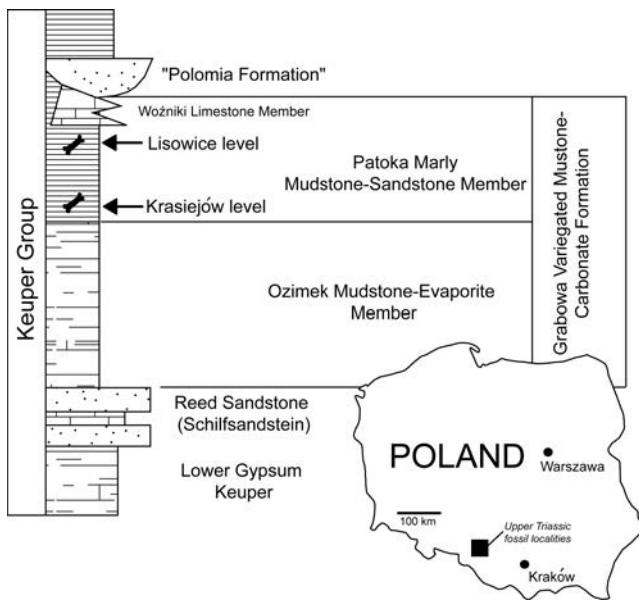 Keuper Group
"Polomia Formation"
Woźniki Limestone Member
Lisowice level
Krasiejów level
Patoka Marly
Mudstone-Sandstone Member
Ozimek Mudstone-Evaporite
Member
Grabowa Variegated Mustone-
Carbonate Formation
Reed Sandstone
(Schilfsandstein)
Lower Gypsum
Keuper
POLAND
Warszawa
100 km
Upper Triassic
fossil localities
Kraków